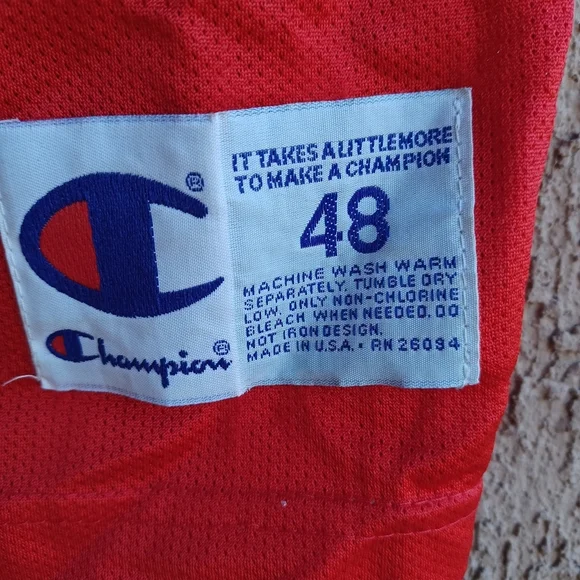 ®
Champion®
IT TAKES A LITTLE MORE
TO MAKE A CHAMPION
48
MACHINE WASH WARM
SEPARATELY, TUMBLE DRY
LOW. ONLY NON-CHLORINE
BLEACH WHEN NEEDED. DO
NOT IRON DESIGN.
MADE IN U.S.A. • RN 26094